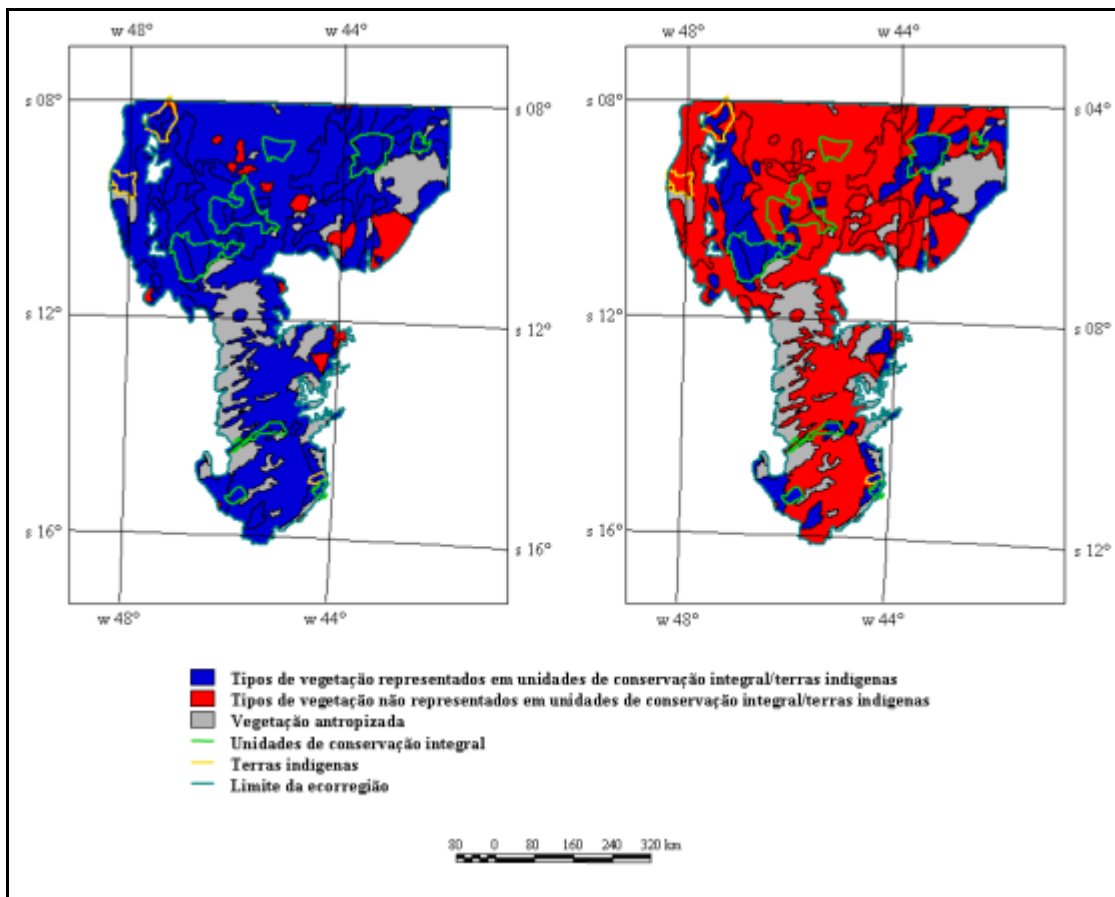 w 48° w 44° w 48° w 44°
s 08° s 08° s 08° s 04°
s 12° s 12° s 12° s 08°
s 16° s 16° s 16° s 12°
w 48° w 44° w 48° w 44°
Tipos de vegetação representados em unidades de conservação integral/terras indigenas
Tipos de vegetação não representados em unidades de conservação integral/terras indigenas
Vegetação antropizada
Unidades de conservação integral
Terras indigenas
Limite da ecorregião
80 0 80 160 240 320 km